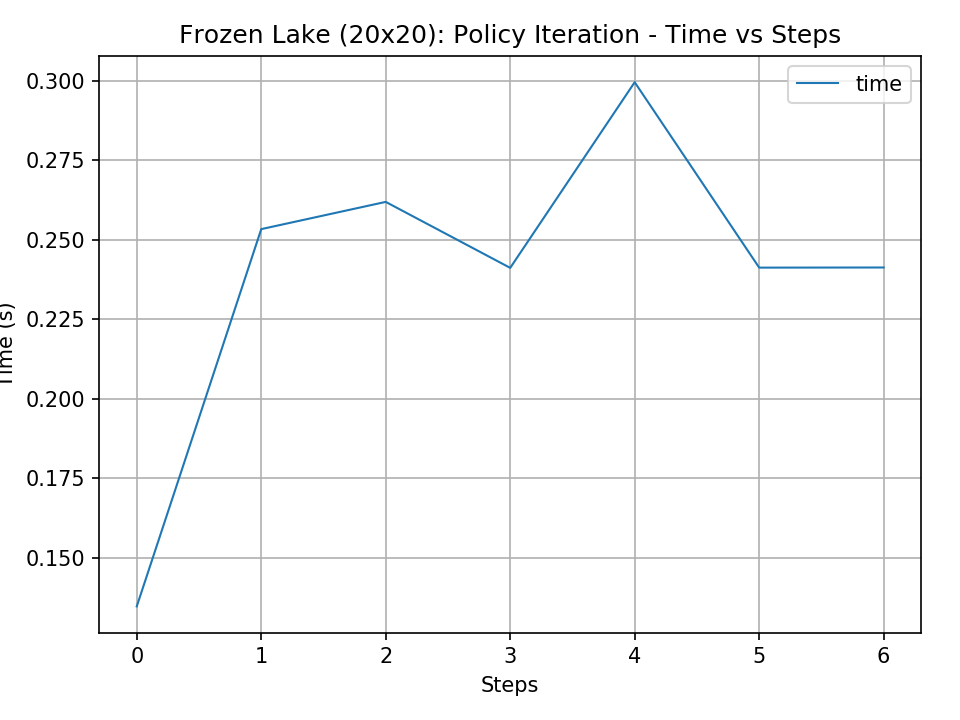 Frozen Lake (20x20): Policy Iteration - Time vs Steps
time
0.300
0.275
0.250
0.225
0.200
0.175
0.150
Time (s)
0 1 2 3 4 5 6
Steps